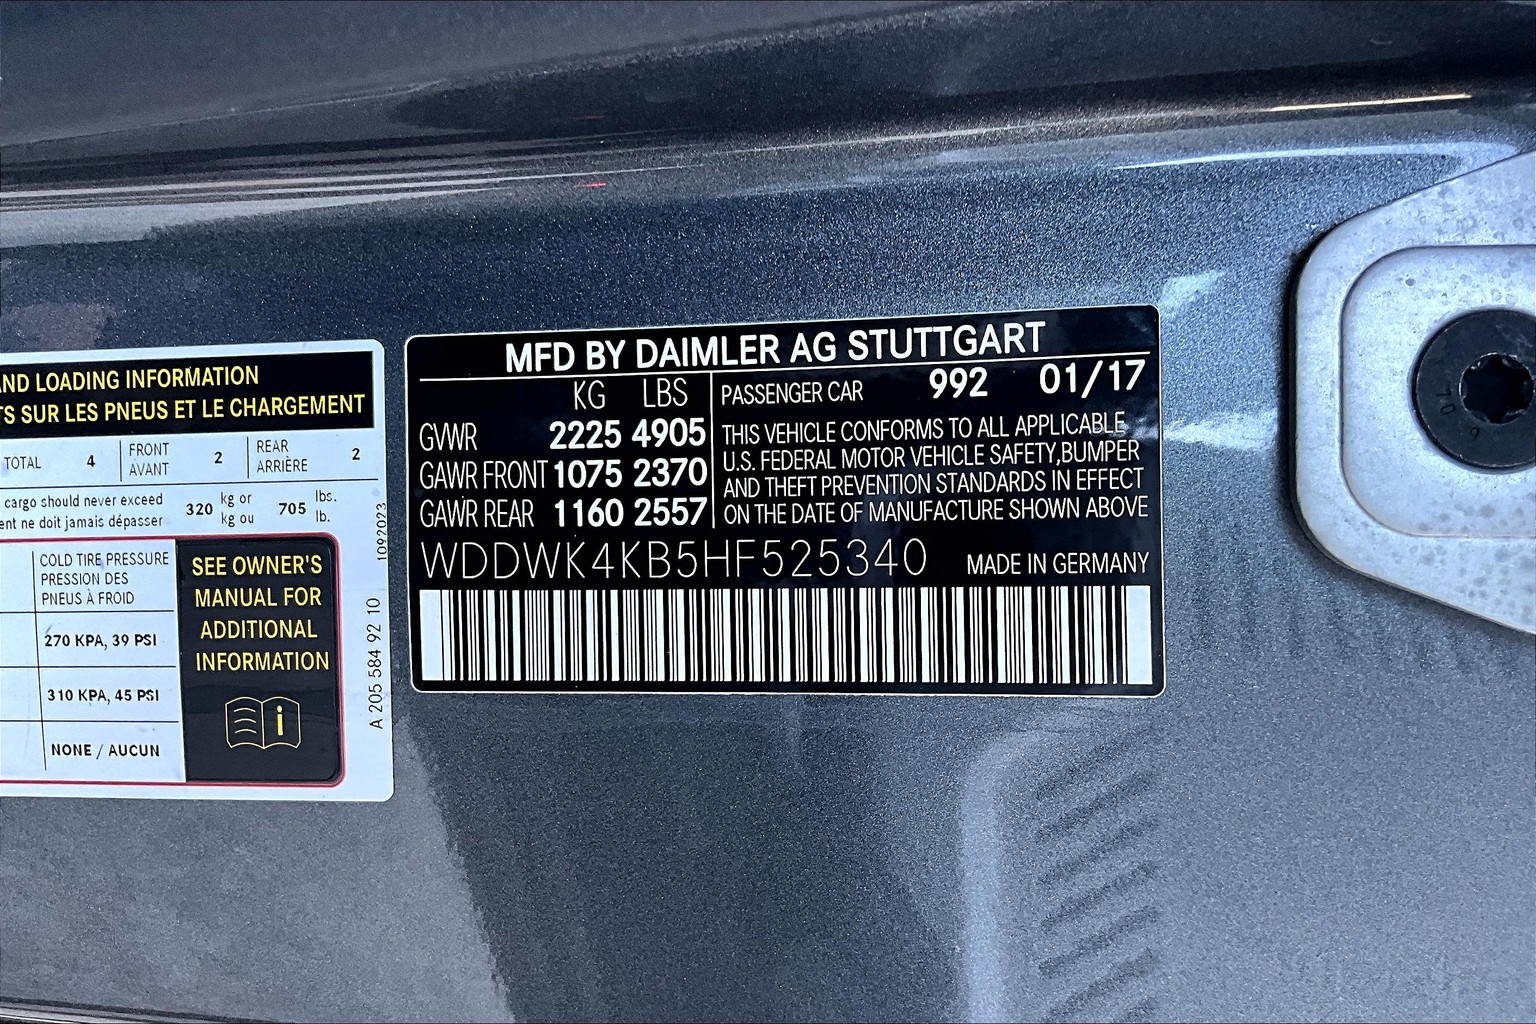 AND LOADING INFORMATION
TS SUR LES PNEUS ET LE CHARGEMENT
TOTAL 4 FRONT AVANT 2 REAR ARRIÈRE 2
cargo should never exceed 320 kg or 705 lbs.
ent ne doit jamais dépasser kg ou lb.
COLD TIRE PRESSURE
PRESSION DES
PNEUS À FROID
270 KPA, 39 PSI
310 KPA, 45 PSI
NONE / AUCUN
SEE OWNER'S
MANUAL FOR
ADDITIONAL
INFORMATION
i
A 205 584 92 10
1092023
MFD BY DAIMLER AG STUTTGART
KG LBS
GVWR 2225 4905
GAWR FRONT 1075 2370
GAWR REAR 1160 2557
PASSENGER CAR 992 01/17
THIS VEHICLE CONFORMS TO ALL APPLICABLE
U.S. FEDERAL MOTOR VEHICLE SAFETY,BUMPER
AND THEFT PREVENTION STANDARDS IN EFFECT
ON THE DATE OF MANUFACTURE SHOWN ABOVE
WDDWK4KB5HF525340 MADE IN GERMANY